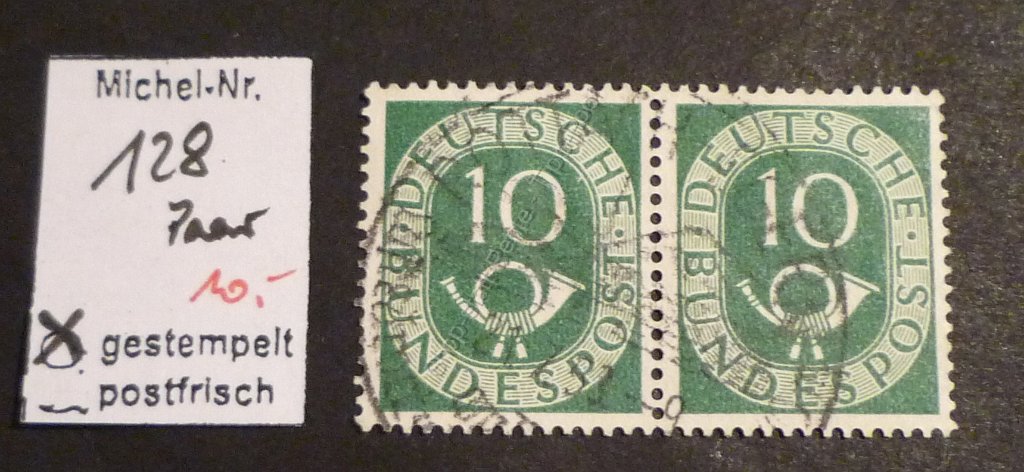 Michel-Nr.
128
Paar
10,-
gestempelt
postfrisch
DEUTSCHE · BUNDESPOST
10
DEUTSCHE · BUNDESPOST
10